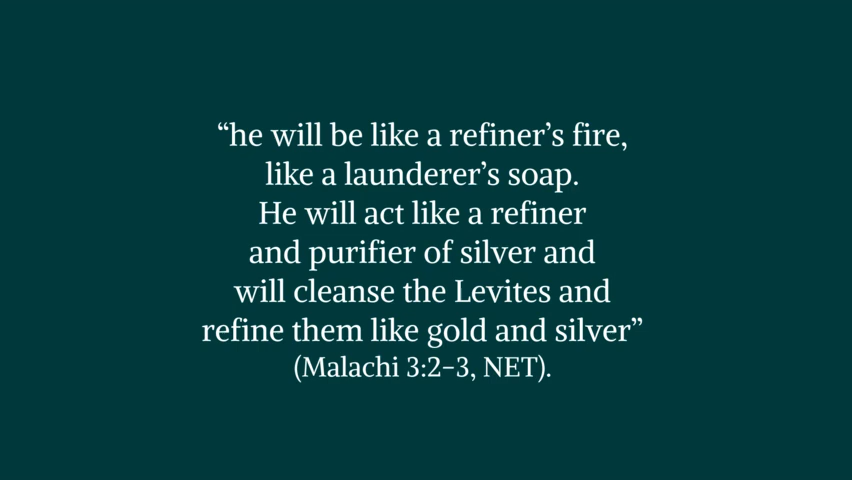 “he will be like a refiner’s fire,
like a launderer’s soap.
He will act like a refiner
and purifier of silver and
will cleanse the Levites and
refine them like gold and silver”
(Malachi 3:2–3, NET).